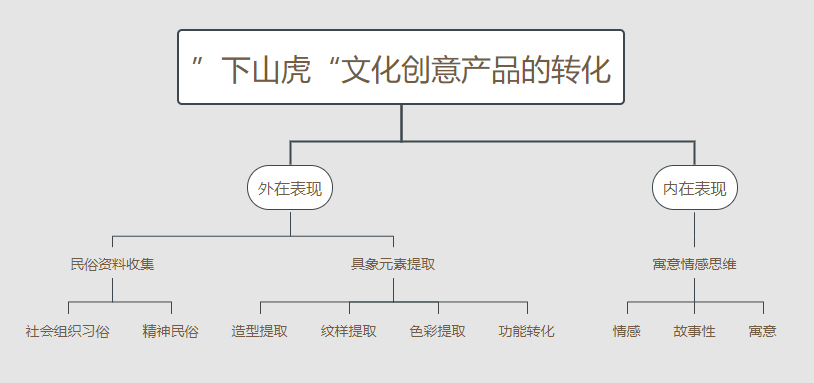 ”下山虎“文化创意产品的转化
外在表现
内在表现
民俗资料收集
具象元素提取
寓意情感思维
社会组织习俗
精神民俗
造型提取
纹样提取
色彩提取
功能转化
情感
故事性
寓意